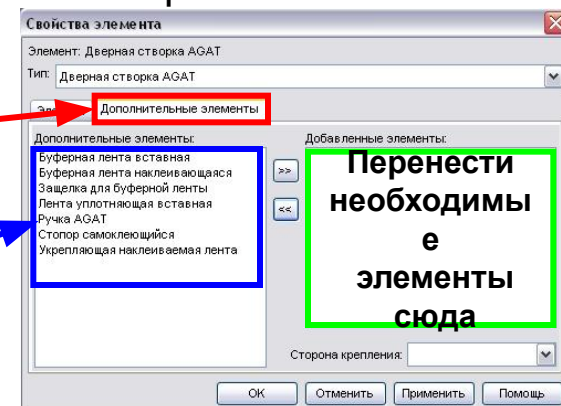 Свойства элемента
Элемент: Дверная створка AGAT
Тип: Дверная створка AGAT
Дополнительные элементы
Дополнительные элементы:
Добавленные элементы:
Буферная лента вставная
Буферная лента наклеивающаяся
Защелка для буферной ленты
Лента уплотняющая вставная
Ручка AGAT
Стопор самоклеющийся
Укрепляющая наклеиваемая лента
>>
<<
Перенести
необходимы
е
элементы
сюда
Сторона крепления:
ОК Отменить Применить Помощь